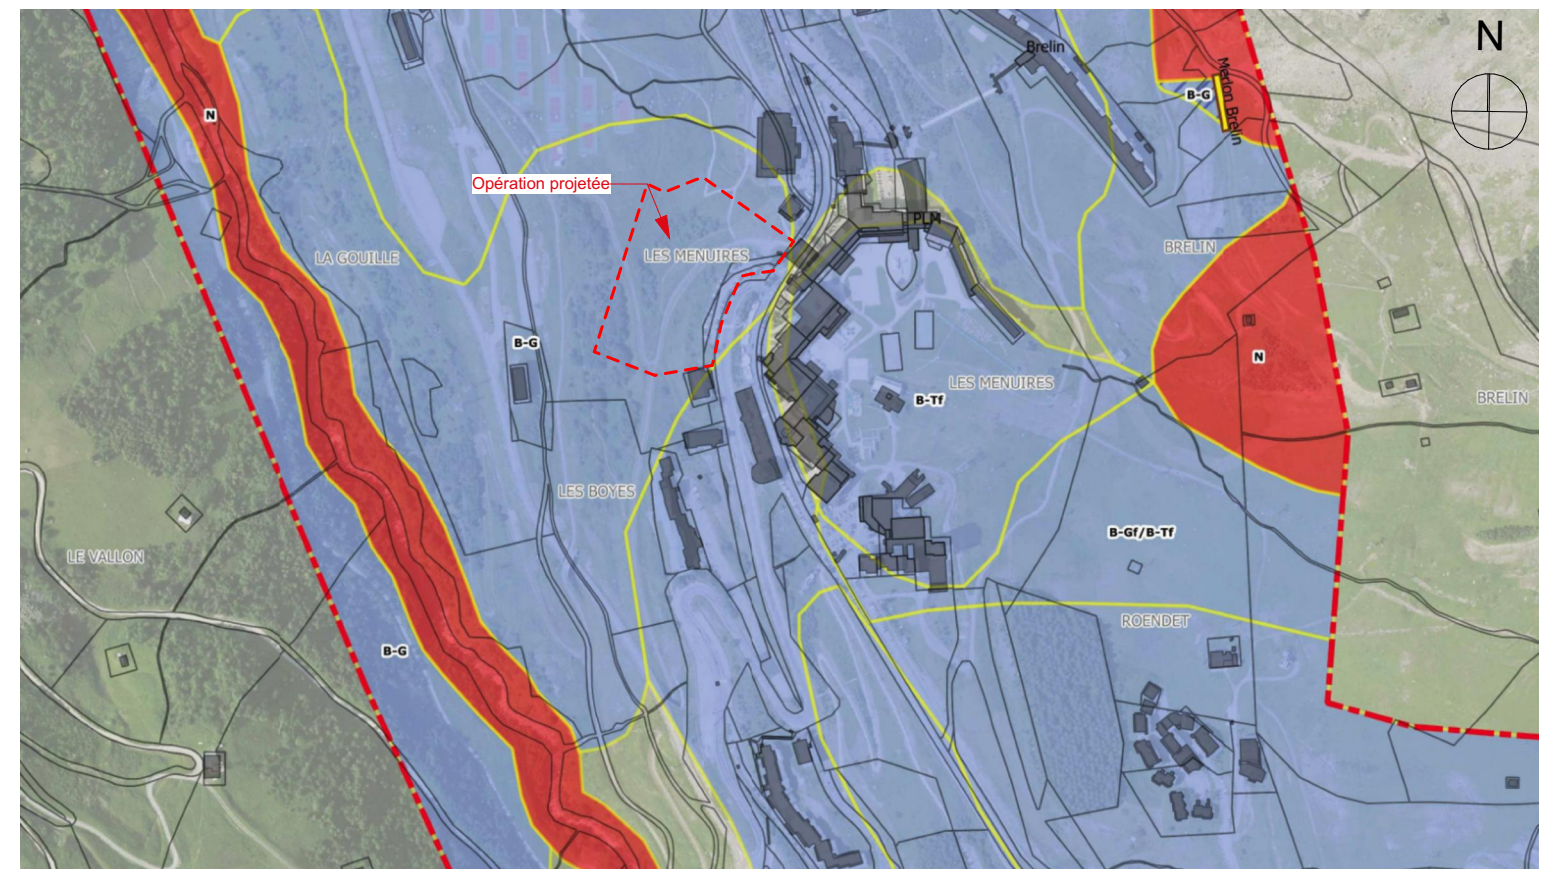 N
Brelin
Merlon Brelin
B-G
N
Opération projetée
PLM
LA GOUILLE
LES MENUIRES
BRELIN
B-G
N
LES MENUIRES
B-Tf
BRELIN
LES BOYES
B-Gf/B-Tf
LE VALLON
ROENDET
B-G